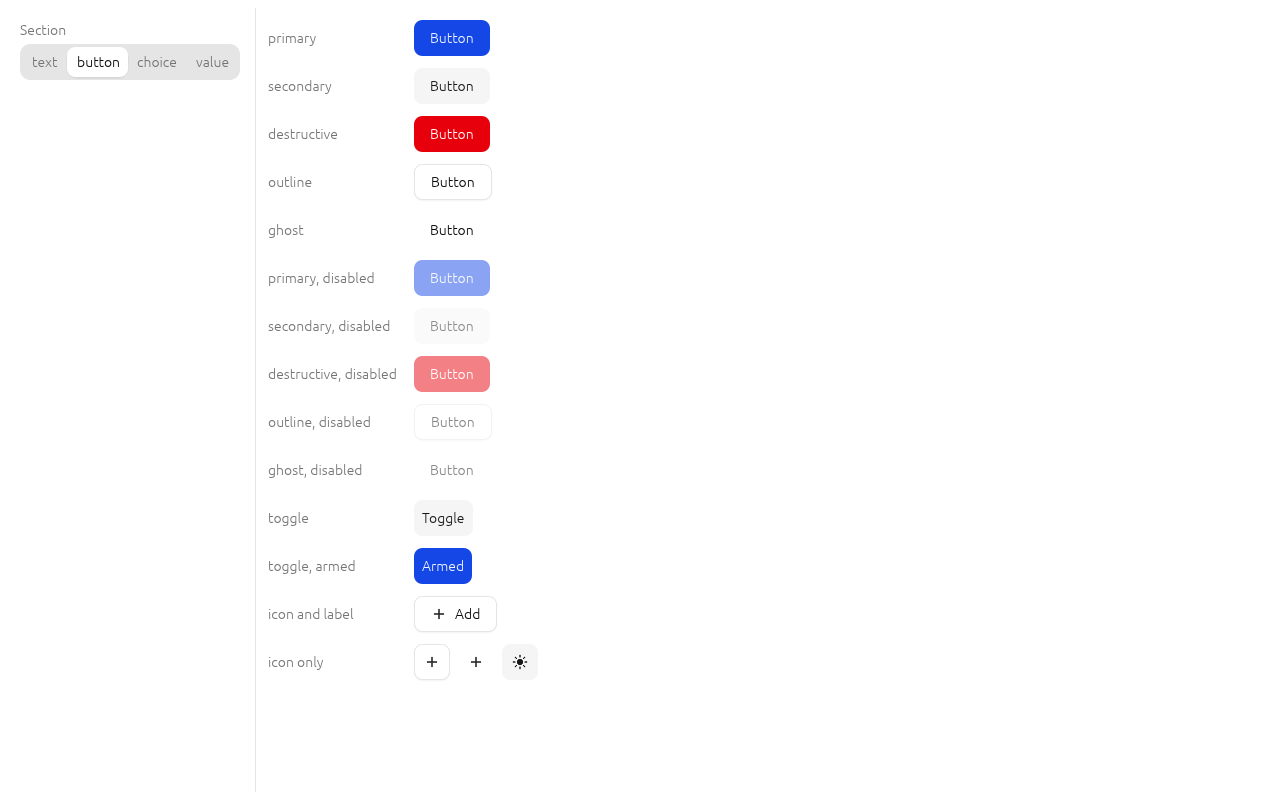 Section
text button choice value
primary Button
secondary Button
destructive Button
outline Button
ghost Button
primary, disabled Button
secondary, disabled Button
destructive, disabled Button
outline, disabled Button
ghost, disabled Button
toggle Toggle
toggle, armed Armed
icon and label Add
icon only